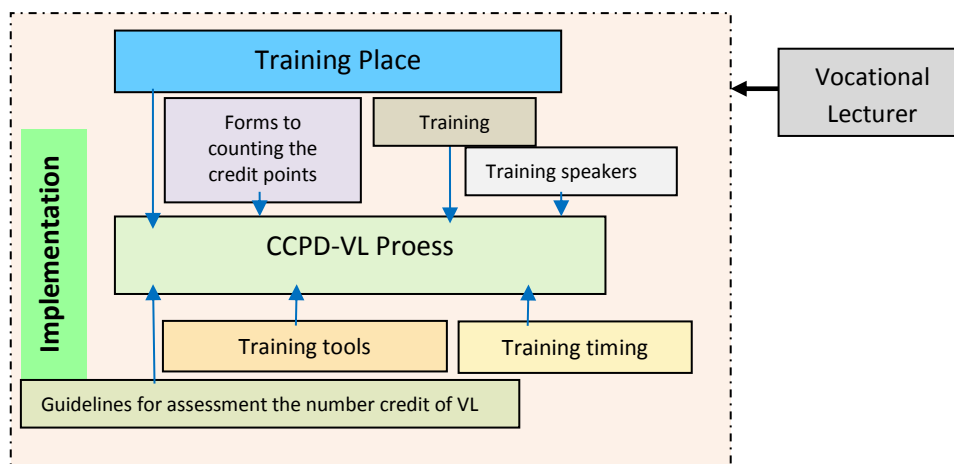 Training Place
Vocational
Lecturer
Forms to
counting the
credit points
Training
Training speakers
Implementation
CCPD-VL Proess
Training tools
Training timing
Guidelines for assessment the number credit of VL